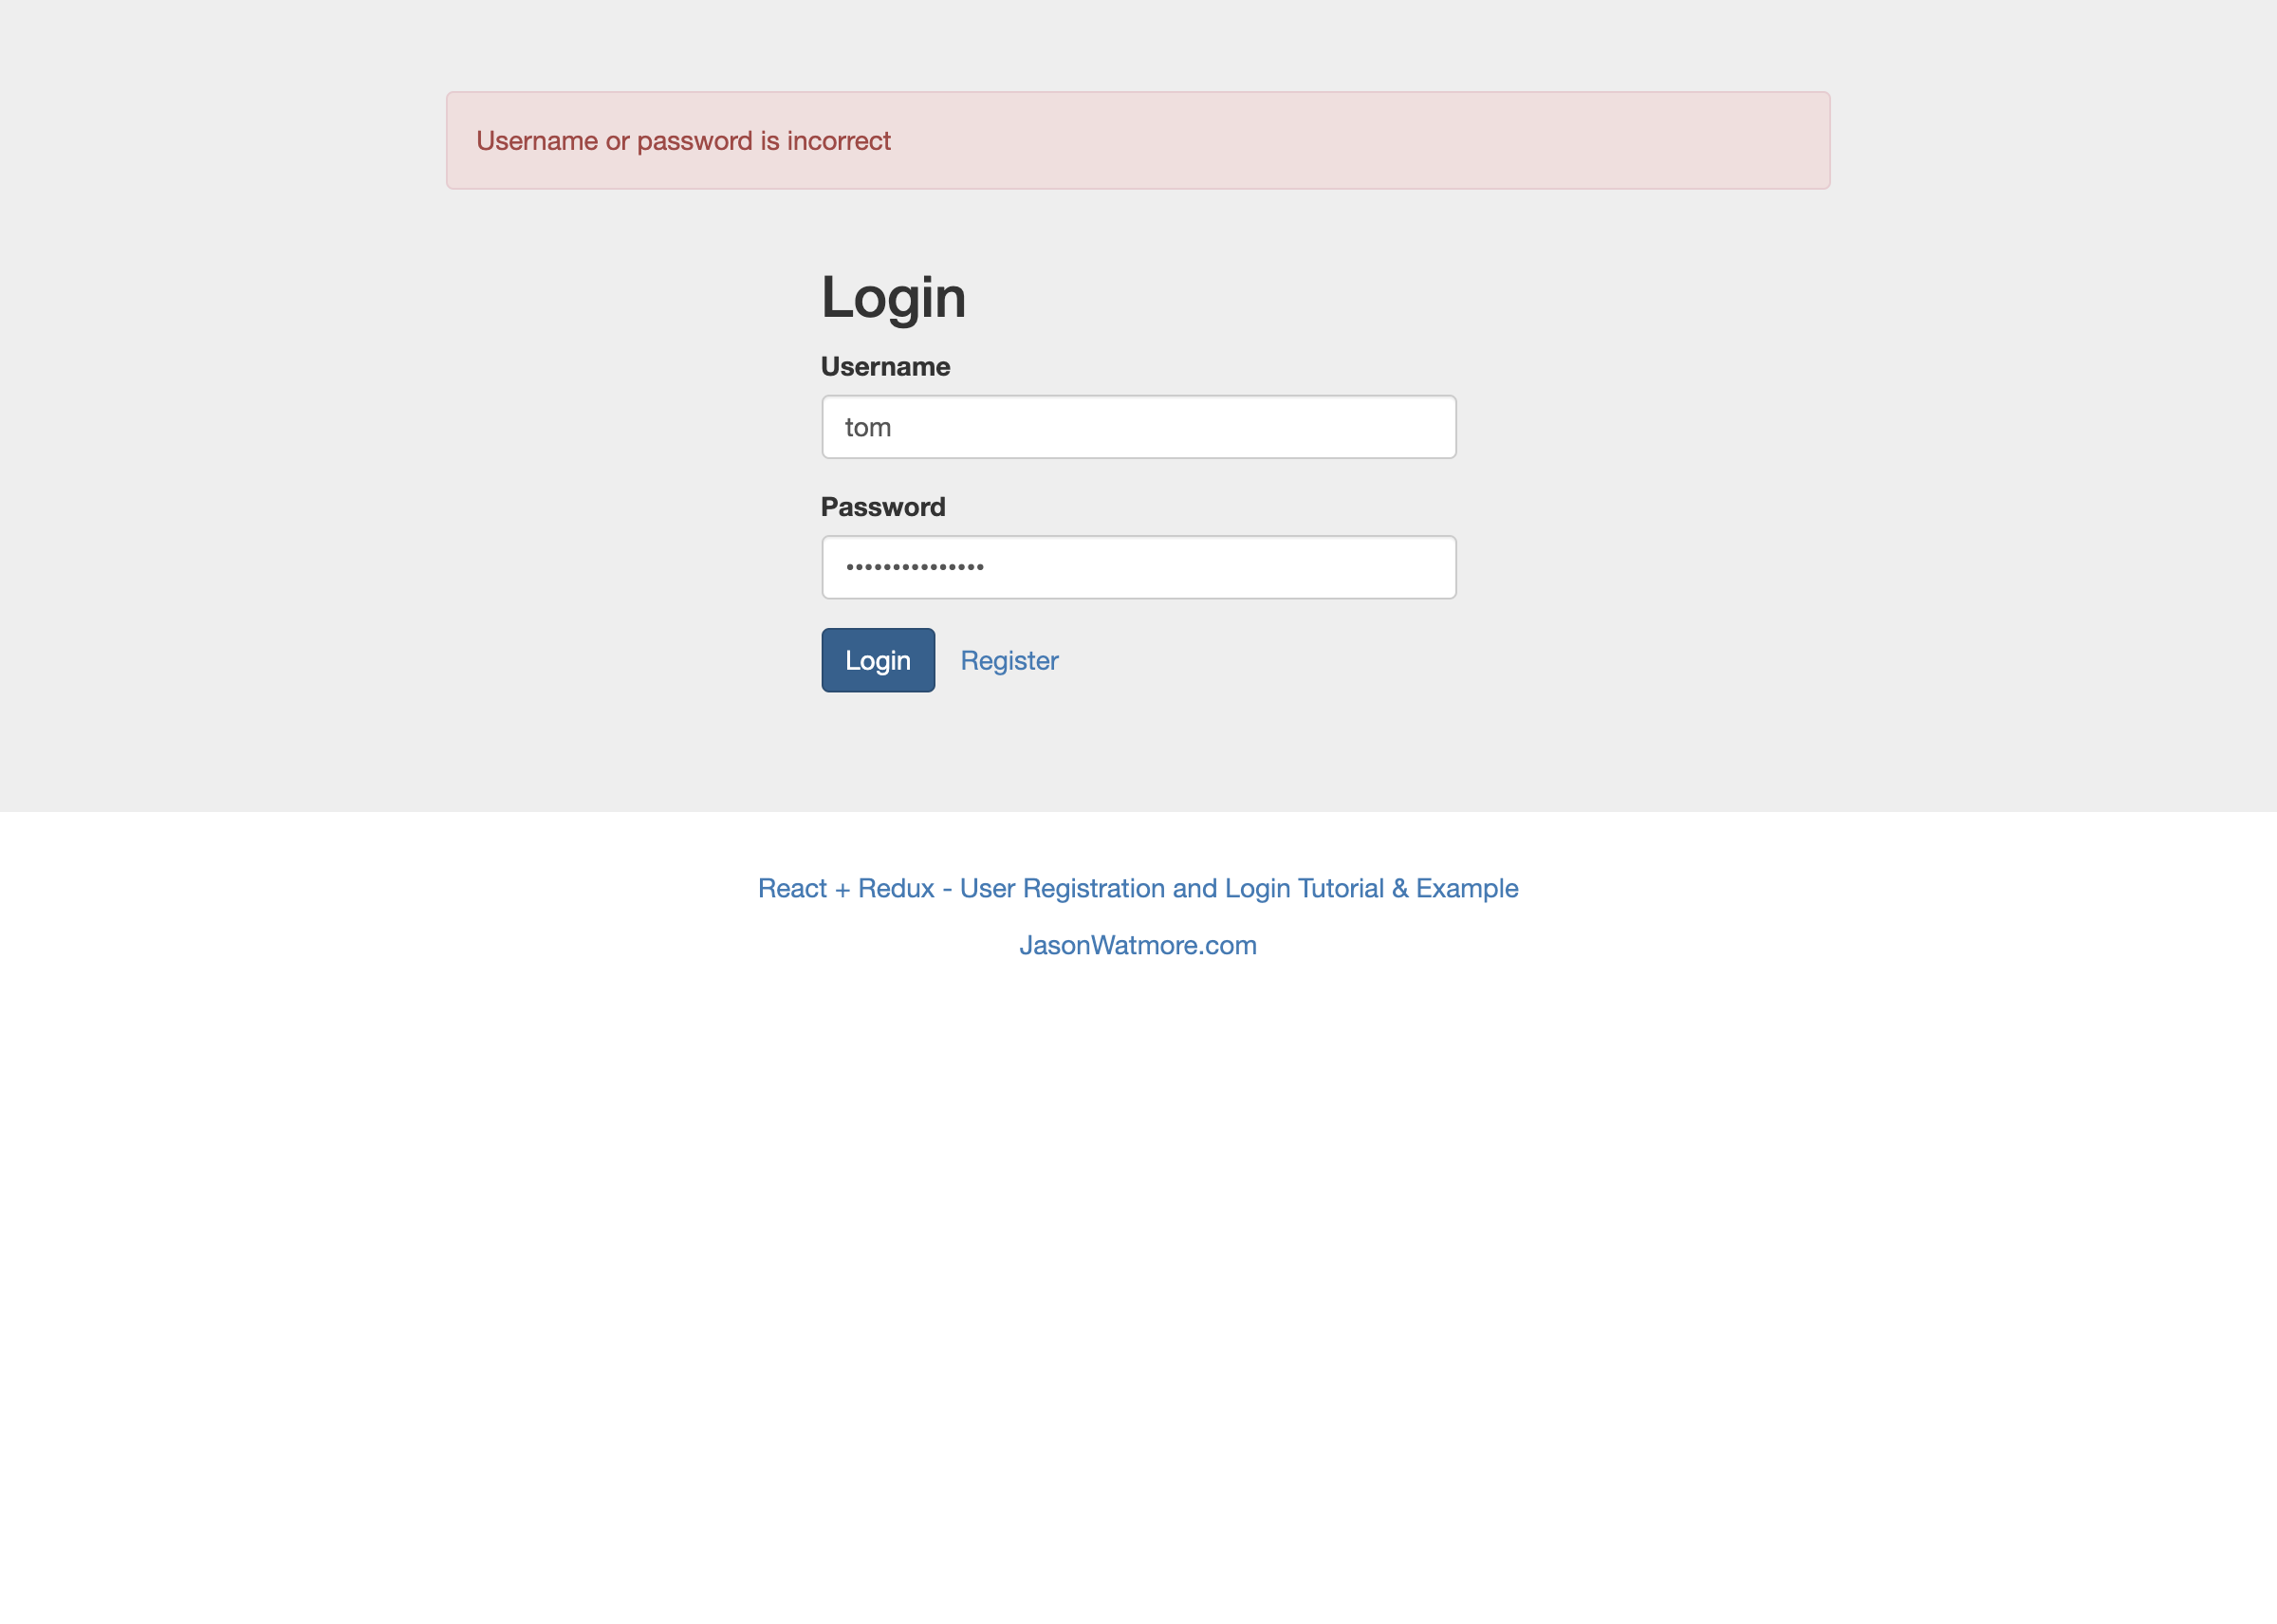 Username or password is incorrect
Login
Username
tom
Password
•••••••••••••••
Login Register
React + Redux - User Registration and Login Tutorial & Example
JasonWatmore.com